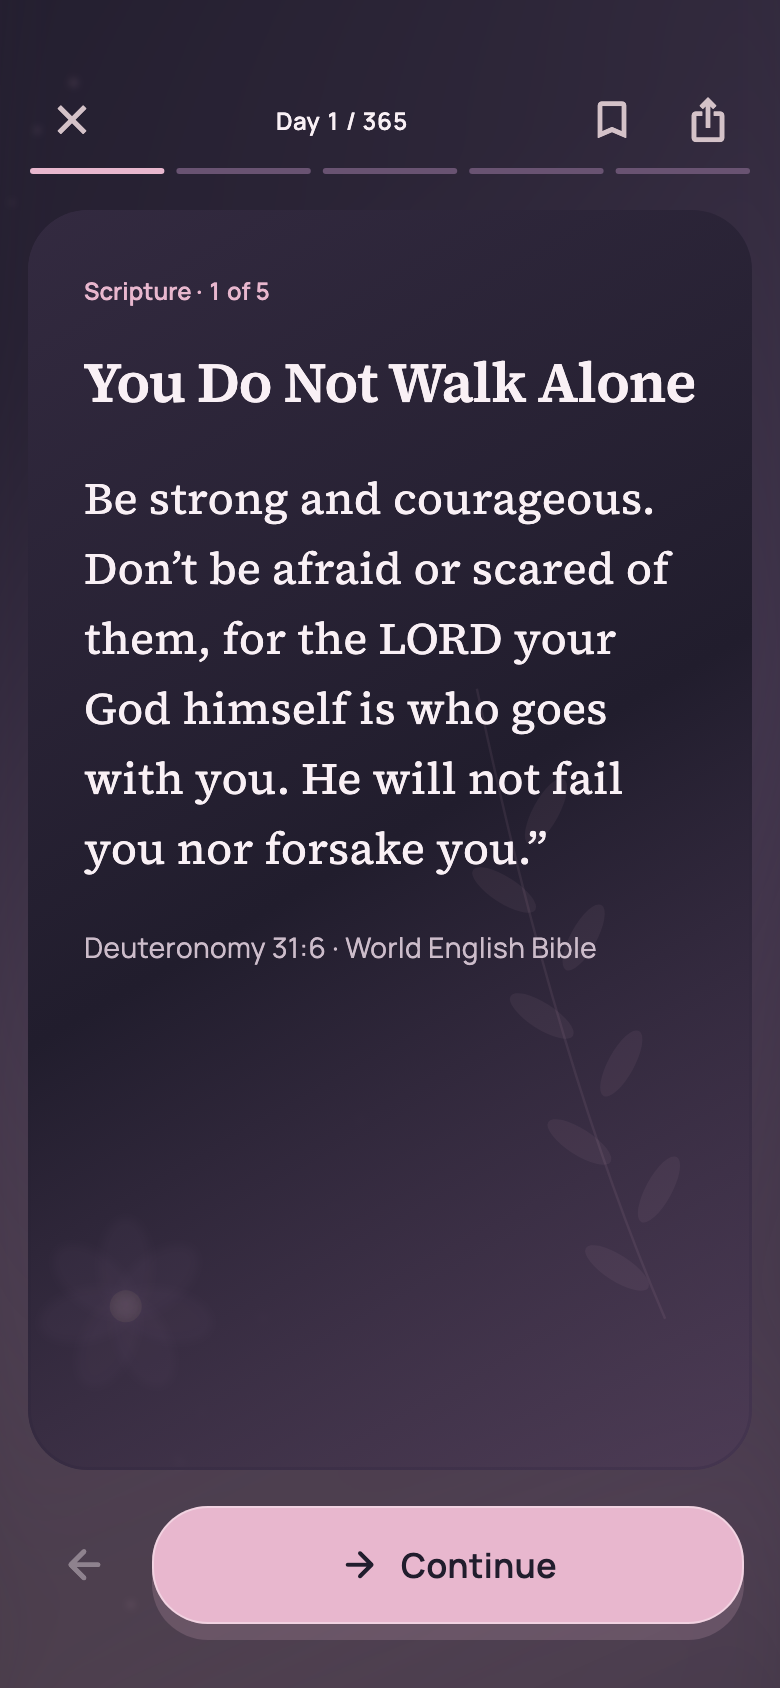 Day 1 / 365
Scripture · 1 of 5
You Do Not Walk Alone
Be strong and courageous.
Don’t be afraid or scared of
them, for the LORD your
God himself is who goes
with you. He will not fail
you nor forsake you.”
Deuteronomy 31:6 · World English Bible
Continue